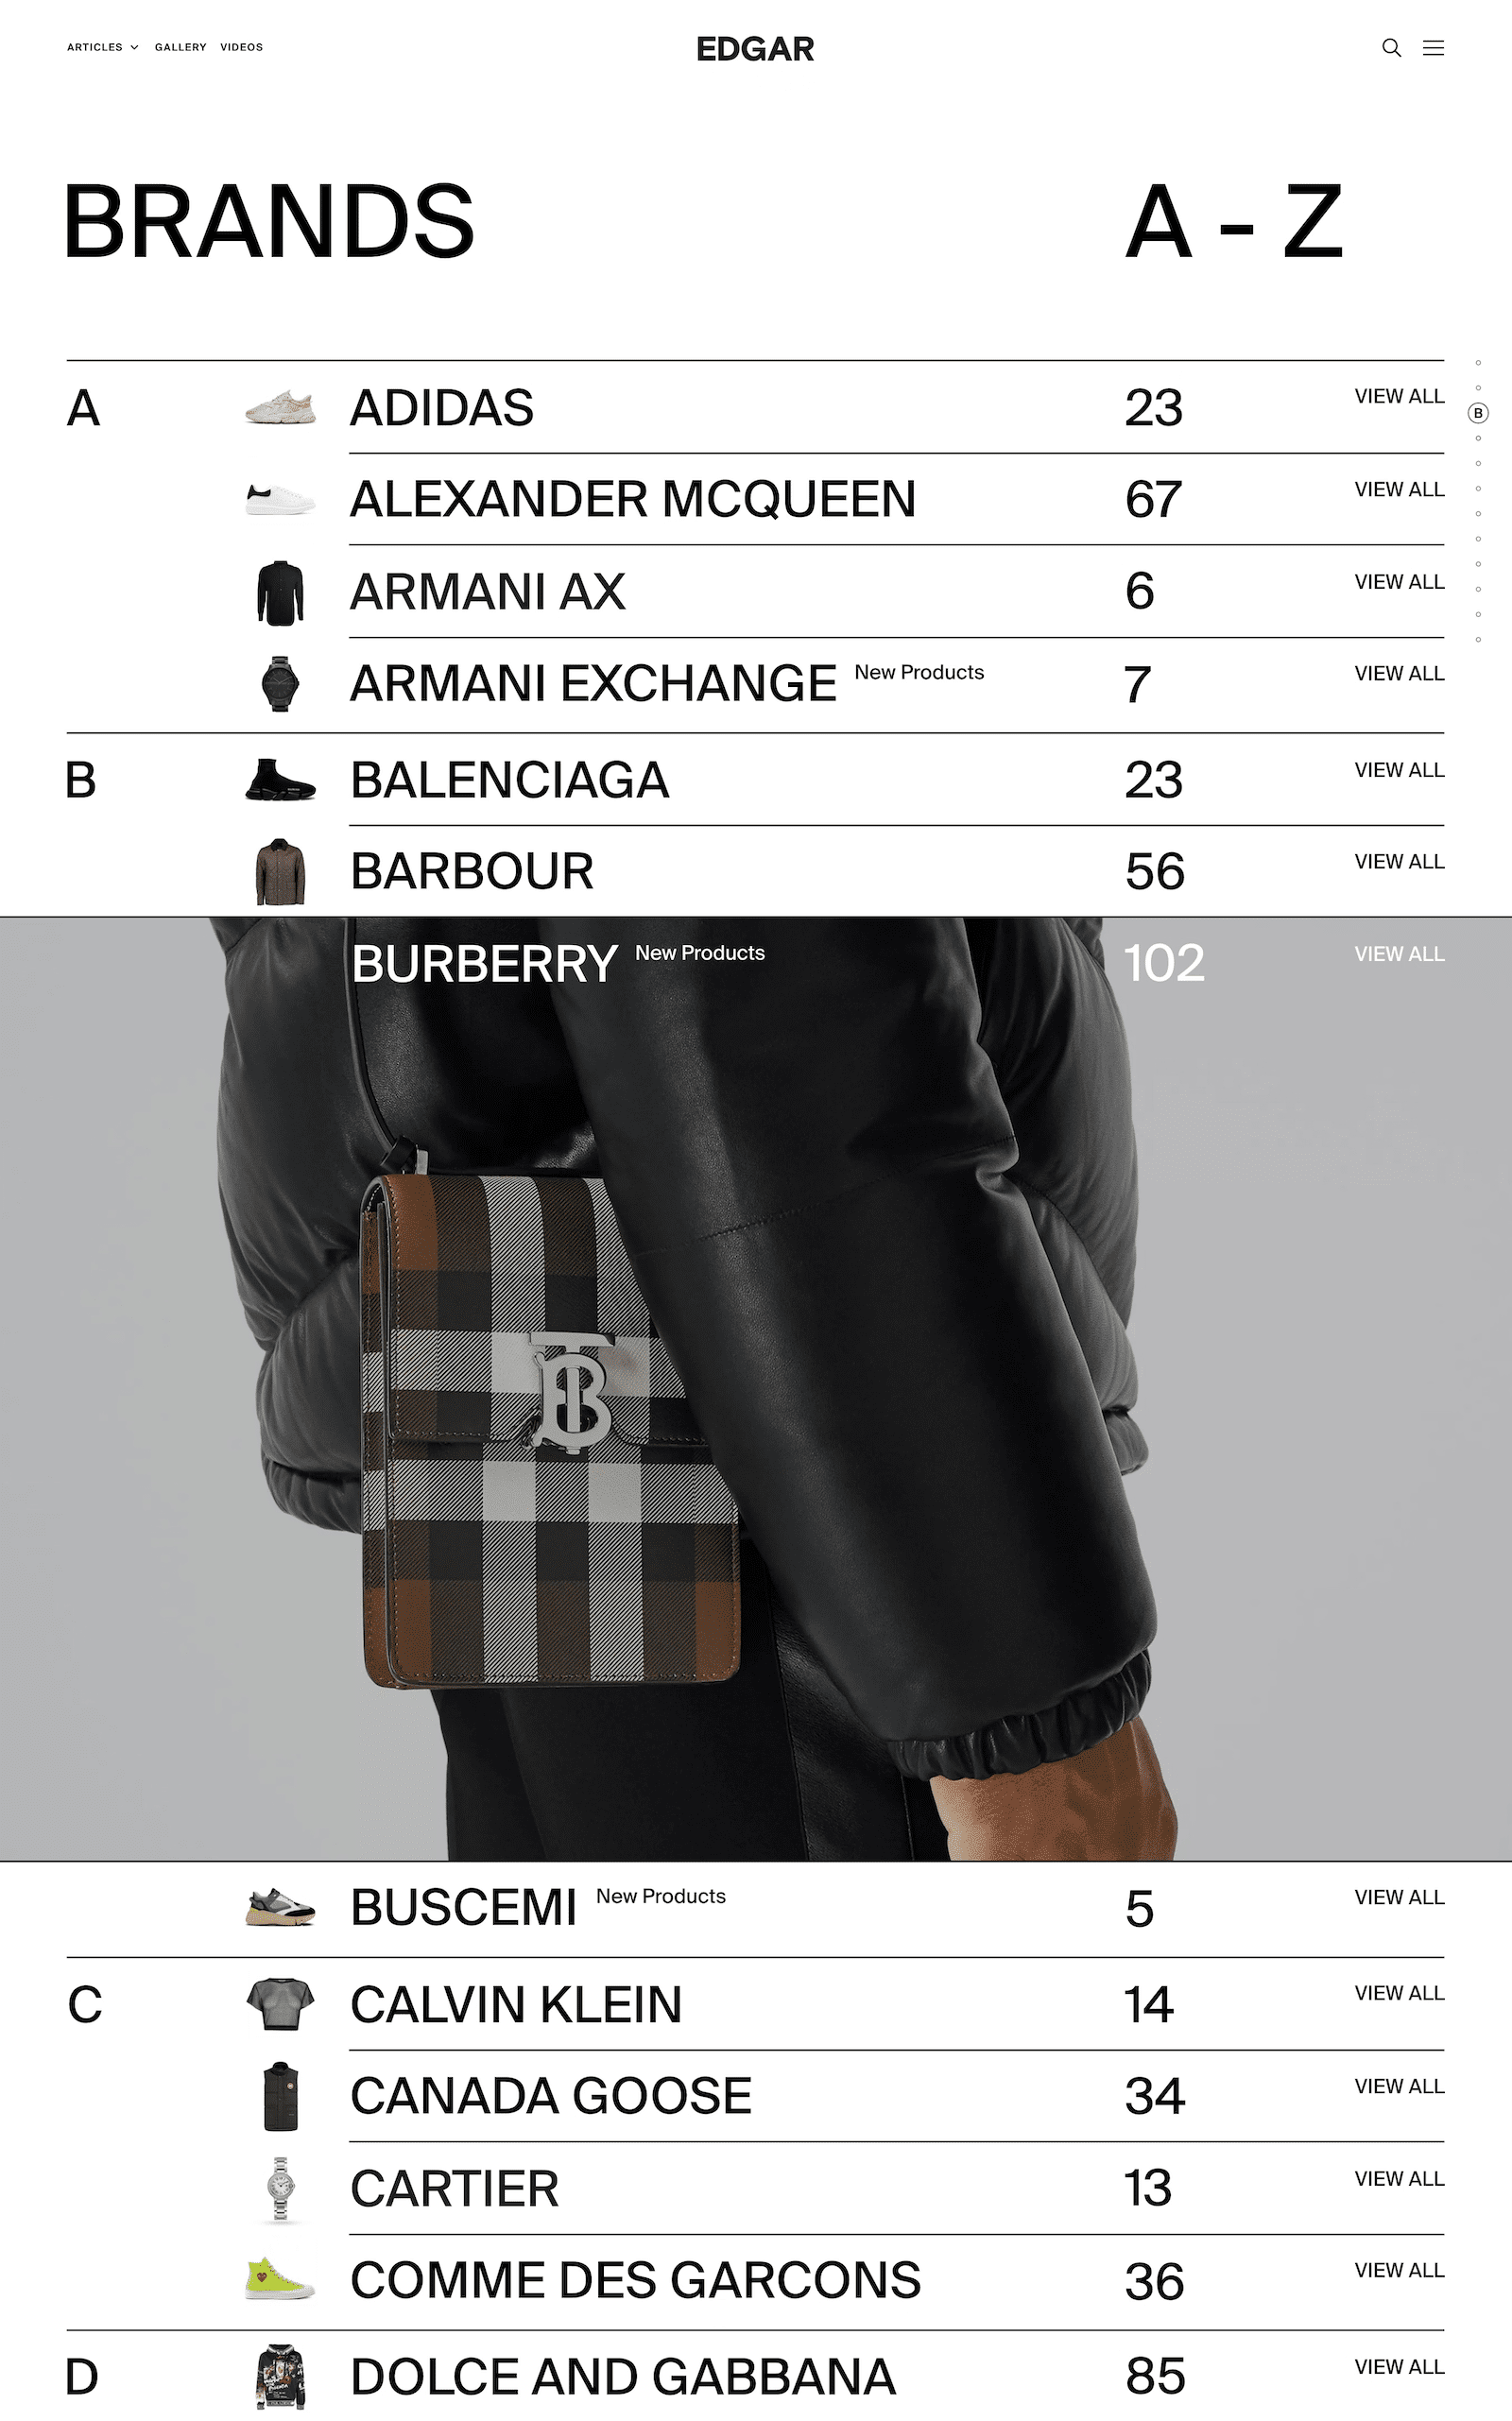 ARTICLES GALLERY VIDEOS
EDGAR
BRANDS A - Z
A ADIDAS 23 VIEW ALL
B
ALEXANDER MCQUEEN 67 VIEW ALL
ARMANI AX 6 VIEW ALL
ARMANI EXCHANGE New Products 7 VIEW ALL
B BALENCIAGA 23 VIEW ALL
BARBOUR 56 VIEW ALL
BURBERRY New Products 102 VIEW ALL
BUSCEMI New Products 5 VIEW ALL
C CALVIN KLEIN 14 VIEW ALL
CANADA GOOSE 34 VIEW ALL
CARTIER 13 VIEW ALL
COMME DES GARCONS 36 VIEW ALL
D DOLCE AND GABBANA 85 VIEW ALL